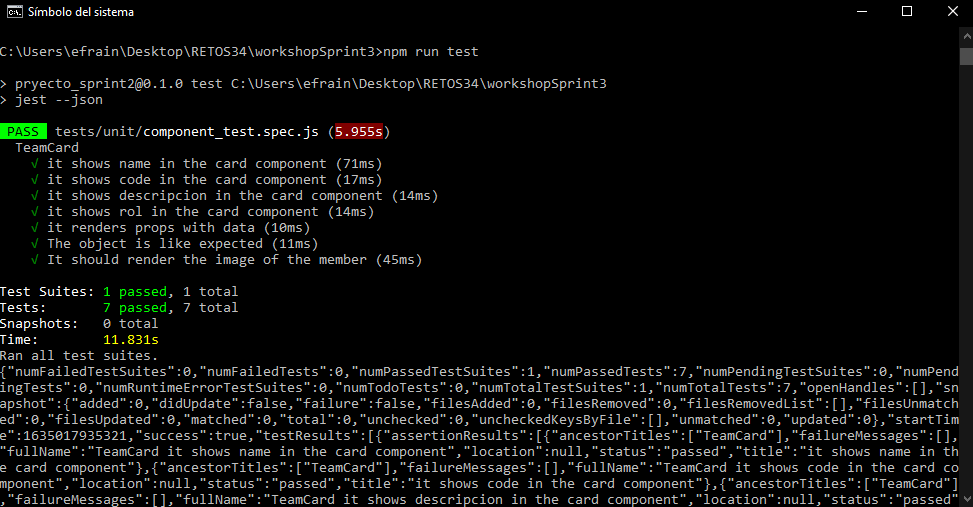 Símbolo del sistema
C:\Users\efrain\Desktop\RETOS34\workshopSprint3>npm run test
> pryecto_sprint2@0.1.0 test C:\Users\efrain\Desktop\RETOS34\workshopSprint3
> jest --json
PASS tests/unit/component_test.spec.js (5.955s)
TeamCard
√ it shows name in the card component (71ms)
√ it shows code in the card component (17ms)
√ it shows descripcion in the card component (14ms)
√ it shows rol in the card component (14ms)
√ it renders props with data (10ms)
√ The object is like expected (11ms)
√ It should render the image of the member (45ms)
Test Suites: 1 passed, 1 total
Tests: 7 passed, 7 total
Snapshots: 0 total
Time: 11.831s
Ran all test suites.
{"numFailedTestSuites":0,"numFailedTests":0,"numPassedTestSuites":1,"numPassedTests":7,"numPendingTestSuites":0,"numPend
ingTests":0,"numRuntimeErrorTestSuites":0,"numTodoTests":0,"numTotalTestSuites":1,"numTotalTests":7,"openHandles":[],"sn
apshot":{"added":0,"didUpdate":false,"failure":false,"filesAdded":0,"filesRemoved":0,"filesRemovedList":[],"filesUnmatch
ed":0,"filesUpdated":0,"matched":0,"total":0,"unchecked":0,"uncheckedKeysByFile":[],"unmatched":0,"updated":0},"startTim
e":1635017935321,"success":true,"testResults":[{"assertionResults":[{"ancestorTitles":["TeamCard"],"failureMessages":[],
"fullName":"TeamCard it shows name in the card component","location":null,"status":"passed","title":"it shows name in th
e card component"},{"ancestorTitles":["TeamCard"],"failureMessages":[],"fullName":"TeamCard it shows code in the card co
mponent","location":null,"status":"passed","title":"it shows code in the card component"},{"ancestorTitles":["TeamCard"]
,"failureMessages":[],"fullName":"TeamCard it shows descripcion in the card component","location":null,"status":"passed"